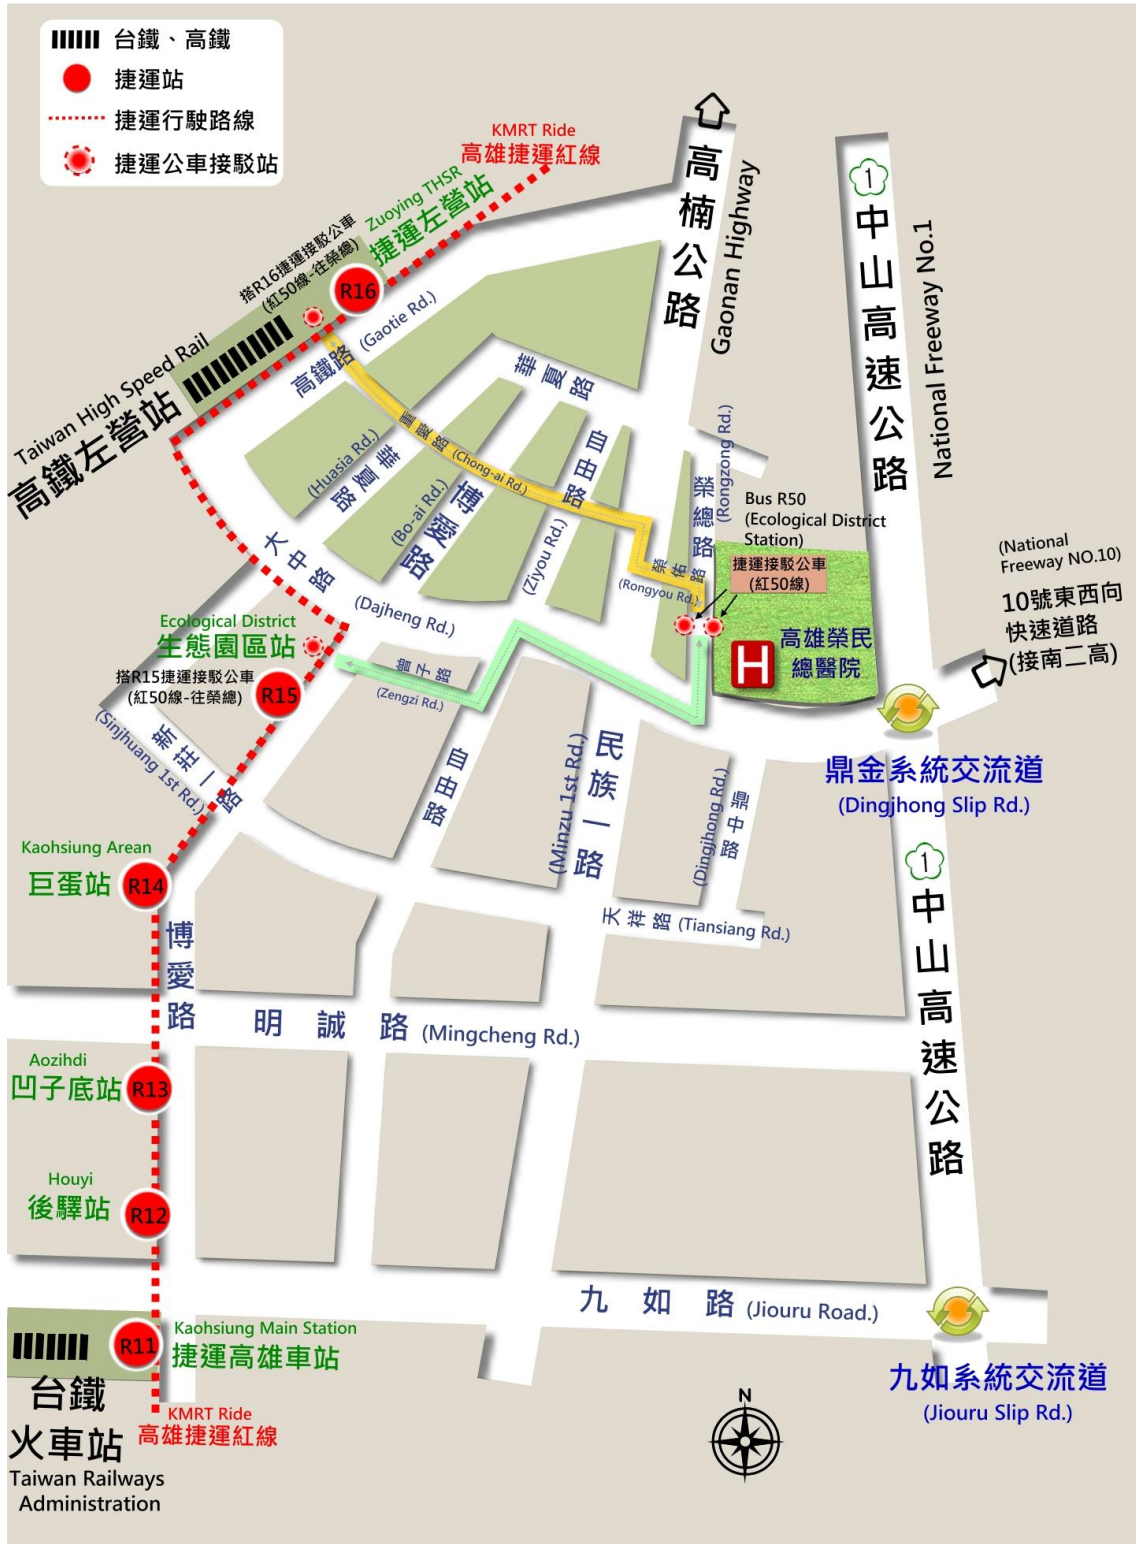 台鐵、高鐵
捷運站
捷運行駛路線
捷運公車接駁站
KMRT Ride
高雄捷運紅線
Zuoying THSR
捷運左營站
搭R16捷運接駁公車
(紅50線-往榮總)
R16
Taiwan High Speed Rail
高鐵左營站
高鐵路 (Gaotie Rd.)
高楠公路
Gaonan Highway
1
中山高速公路
National Freeway No.1
華夏路
重愛路 (Chong-ai Rd.)
華夏路
(Huasia Rd.)
博愛路
(Bo-ai Rd.)
自由路
(Ziyou Rd.)
榮總路
(Rongzong Rd.)
榮佑路
(Rongyou Rd.)
Bus R50
(Ecological District
Station)
捷運接駁公車
(紅50線)
高雄榮民
總醫院
H
(National
Freeway NO.10)
10號東西向
快速道路
(接南二高)
大中路
(Dajheng Rd.)
Ecological District
生態園區站
搭R15捷運接駁公車
(紅50線-往榮總)
R15
曾子路
(Zengzi Rd.)
新莊一路
(Sinjhuang 1st Rd.)
自由路
民族一路
(Minzu 1st Rd.)
鼎中路
(Dingjhong Rd.)
鼎金系統交流道
(Dingjhong Slip Rd.)
Kaohsiung Arean
巨蛋站
R14
天祥路 (Tiansiang Rd.)
1
中山高速公路
博愛路
明誠路 (Mingcheng Rd.)
Aozihdi
凹子底站
R13
Houyi
後驛站
R12
九如路 (Jiouru Road.)
Kaohsiung Main Station
捷運高雄車站
R11
台鐵
火車站
Taiwan Railways
Administration
KMRT Ride
高雄捷運紅線
N
九如系統交流道
(Jiouru Slip Rd.)